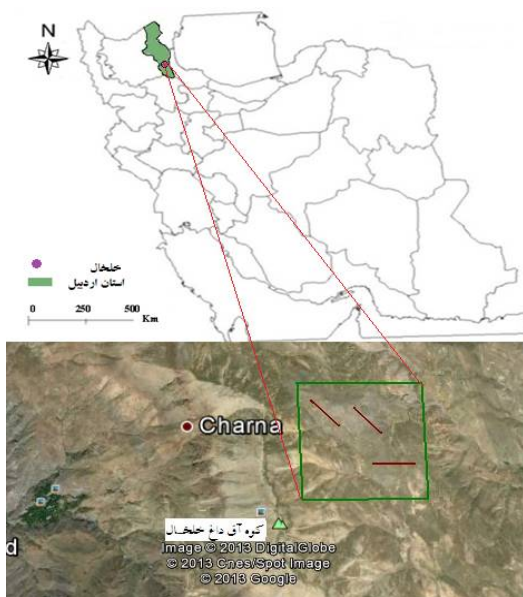 N
خلخال
استان اردبیل
0 250 500
Km
Charna
کوه آق داغ خلخال
d
Image © 2013 DigitalGlobe
© 2013 Cnes/Spot Image
© 2013 Google